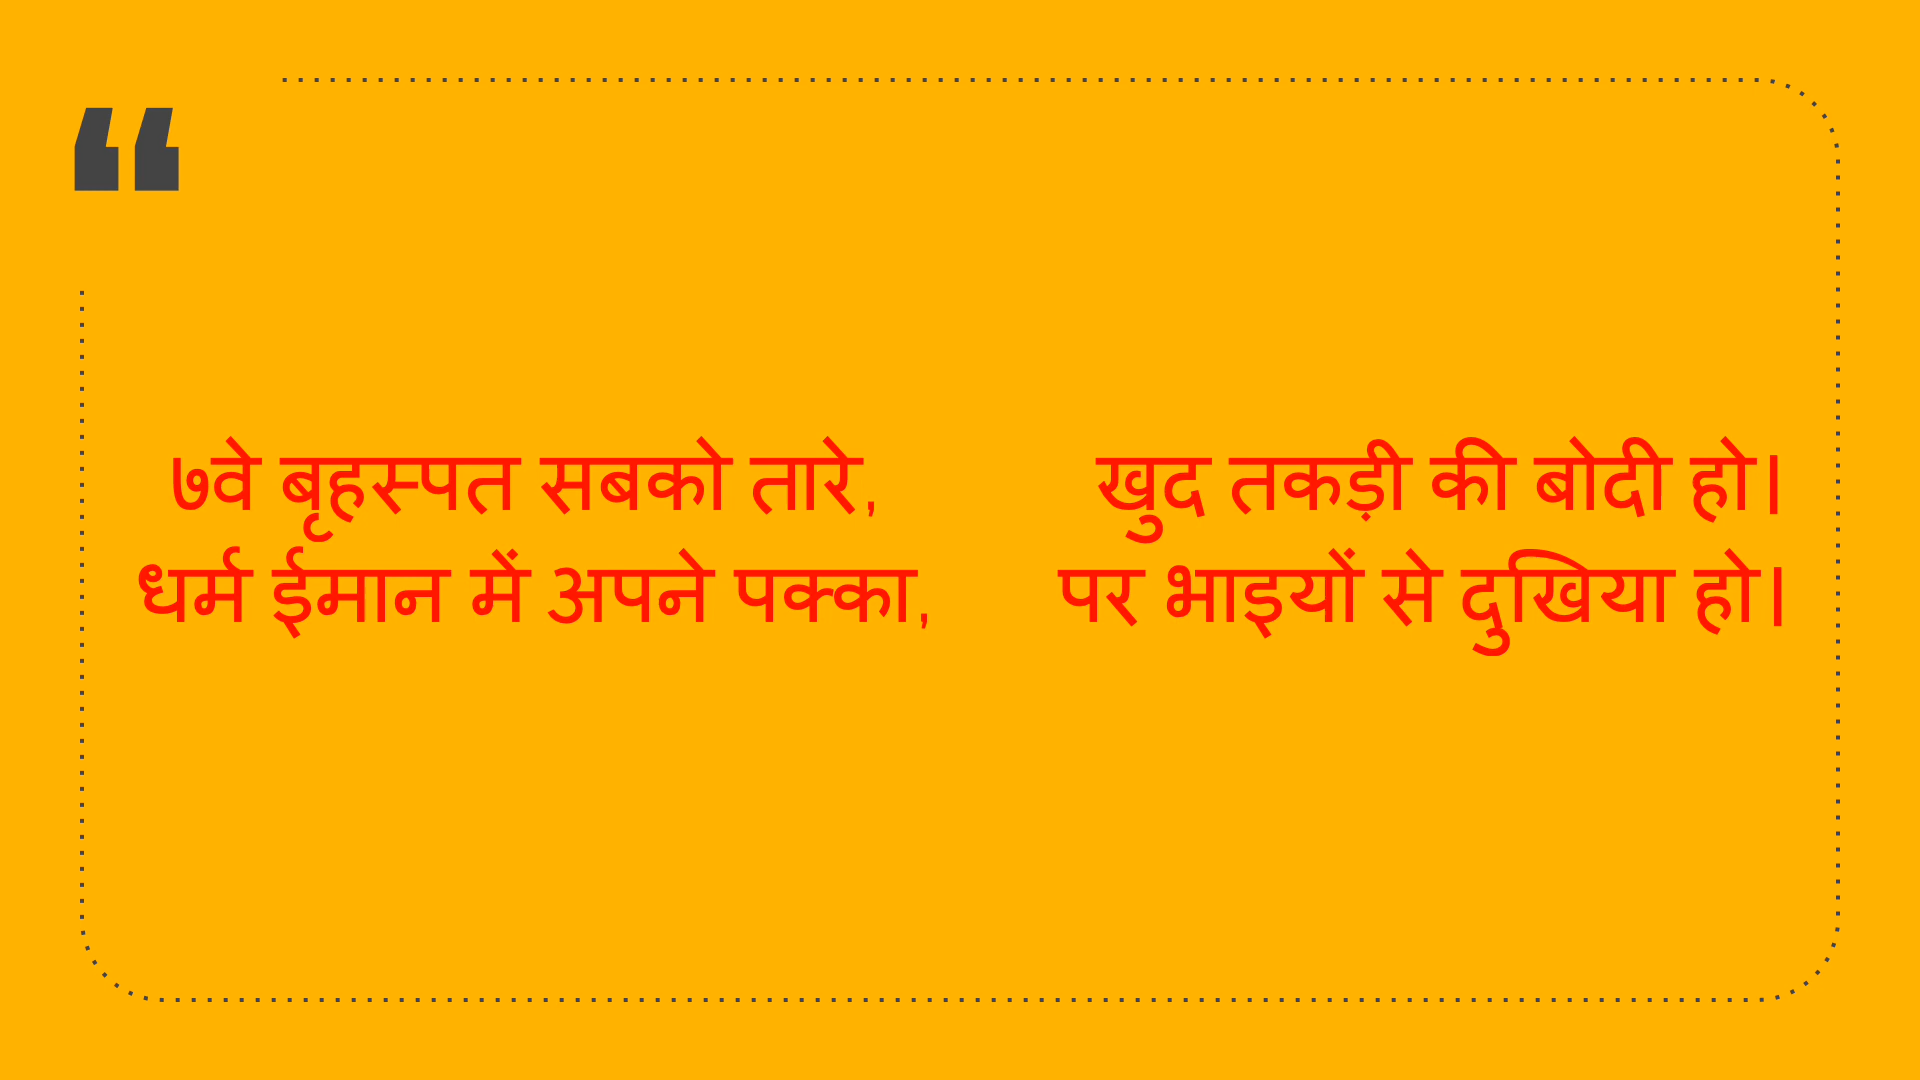 “
७वे बृहस्पत सबको तारे, खुद तकड़ी की बोदी हो।
धर्म ईमान में अपने पक्का, पर भाइयों से दुखिया हो।